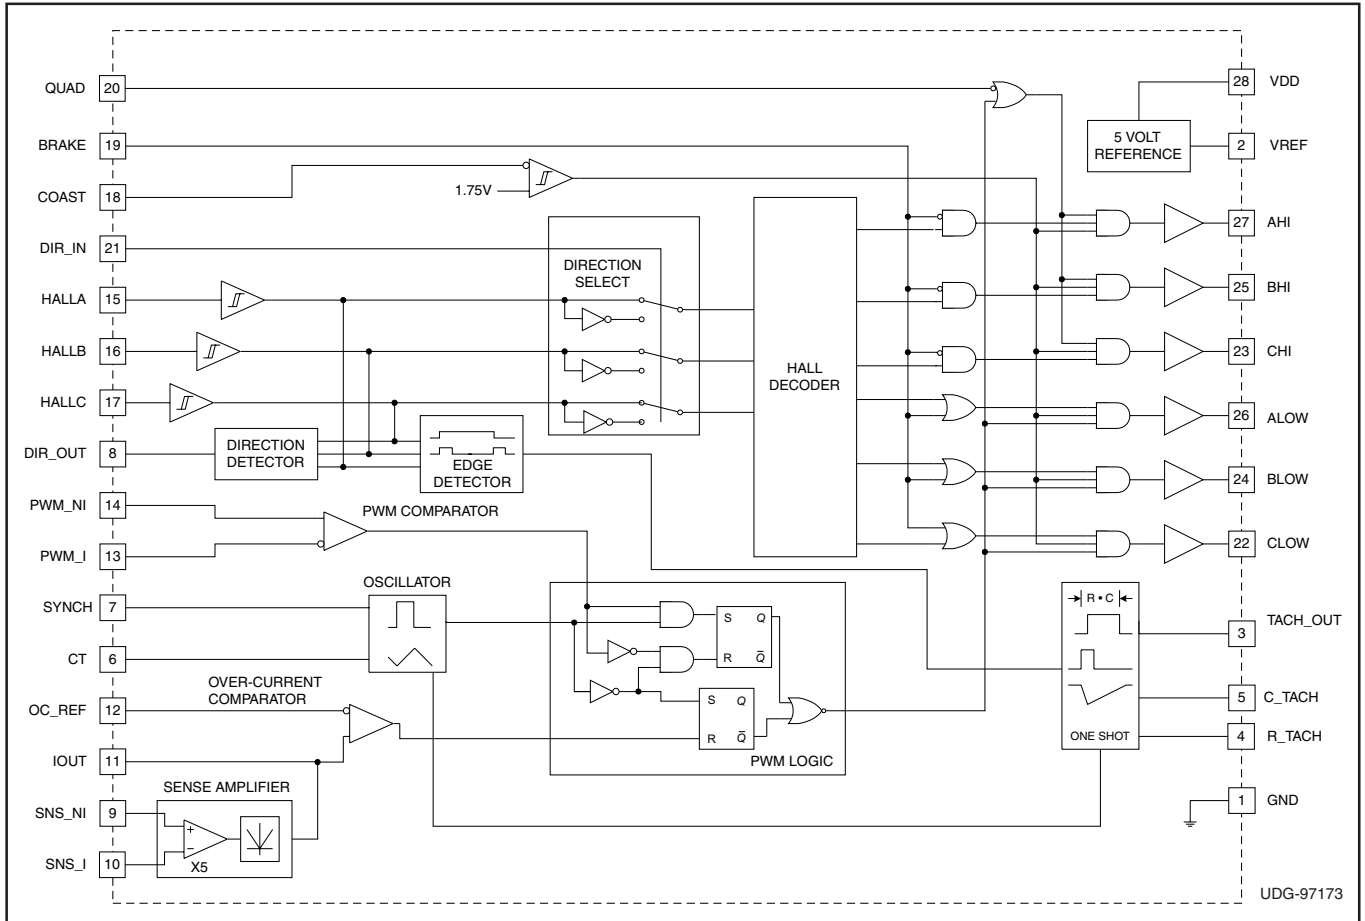 QUAD 20
BRAKE 19
COAST 18
DIR_IN 21
HALLA 15
HALLB 16
HALLC 17
DIR_OUT 8
PWM_NI 14
PWM_I 13
SYNCH 7
CT 6
OC_REF 12
IOUT 11
SNS_NI 9
SNS_I 10
1.75V
DIRECTION
SELECT
DIRECTION
DETECTOR
EDGE
DETECTOR
PWM COMPARATOR
OSCILLATOR
OVER-CURRENT
COMPARATOR
SENSE AMPLIFIER
+
−
X5
HALL
DECODER
S Q
R Q̅
S Q
R Q̅
PWM LOGIC
5 VOLT
REFERENCE
R • C
ONE SHOT
28 VDD
2 VREF
27 AHI
25 BHI
23 CHI
26 ALOW
24 BLOW
22 CLOW
3 TACH_OUT
5 C_TACH
4 R_TACH
1 GND
UDG-97173